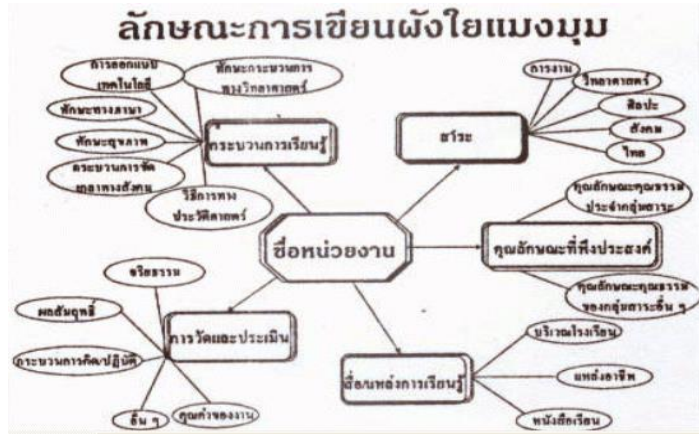 ลักษณะการเขียนผังใยแมงมุม
การออกแบบ
เทคโนโลยี
ทักษะกระบวนการ
ทางวิทยาศาสตร์
ทักษะทางภาษา
ทักษะสุขภาพ
กระบวนการขัด
เกลาทางสังคม
วิธีการทาง
ประวัติศาสตร์
กระบวนการเรียนรู้
สาระ
การงาน
วิทยาศาสตร์
ศิลปะ
สังคม
ไทย
ชื่อหน่วยงาน
คุณลักษณะที่พึงประสงค์
คุณลักษณะคุณธรรม
ประจำกลุ่มสาระ
คุณลักษณะคุณธรรม
ของกลุ่มสาระอื่น ๆ
การวัดและประเมิน
จริยธรรม
ผลสัมฤทธิ์
กระบวนการคิด/ปฏิบัติ
อื่น ๆ
คุณค่าของงาน
สื่อ/แหล่งการเรียนรู้
บริเวณโรงเรียน
แหล่งอาชีพ
หนังสือเรียน